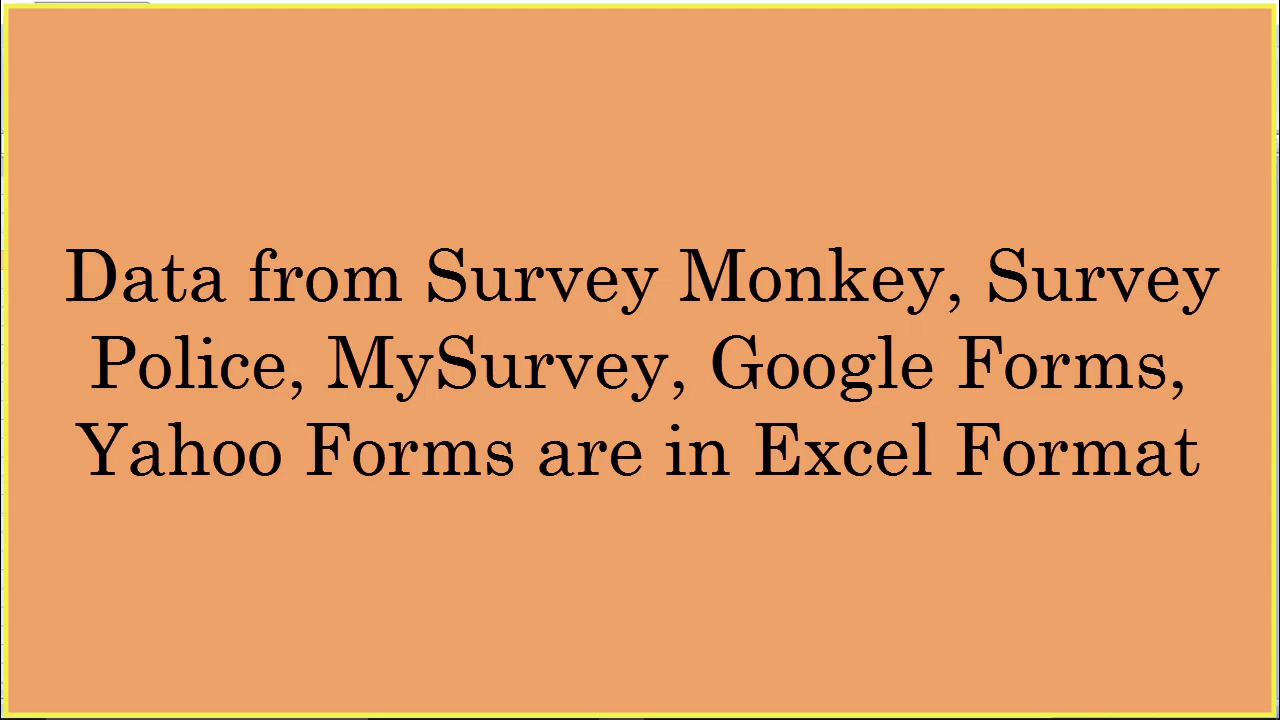 Data from Survey Monkey, Survey
Police, MySurvey, Google Forms,
Yahoo Forms are in Excel Format